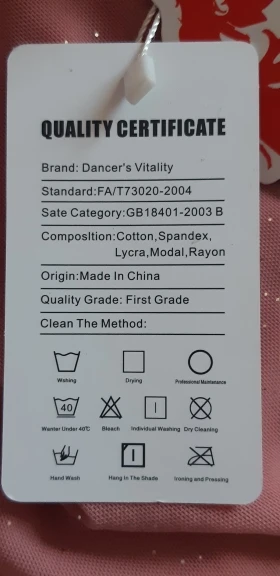 QUALITY CERTIFICATE
Brand: Dancer's Vitality
Standard:FA/T73020-2004
Sate Category:GB18401-2003 B
Composltion:Cotton,Spandex,
Lycra,Modal,Rayon
Origin:Made In China
Quality Grade: First Grade
Clean The Method:
Wishing Drying Professional Maintenance
40
Wanter Under 40℃ Bleach Individual Washing Dry Cleaning
Hand Wash Hang In The Shade Ironing and Pressing